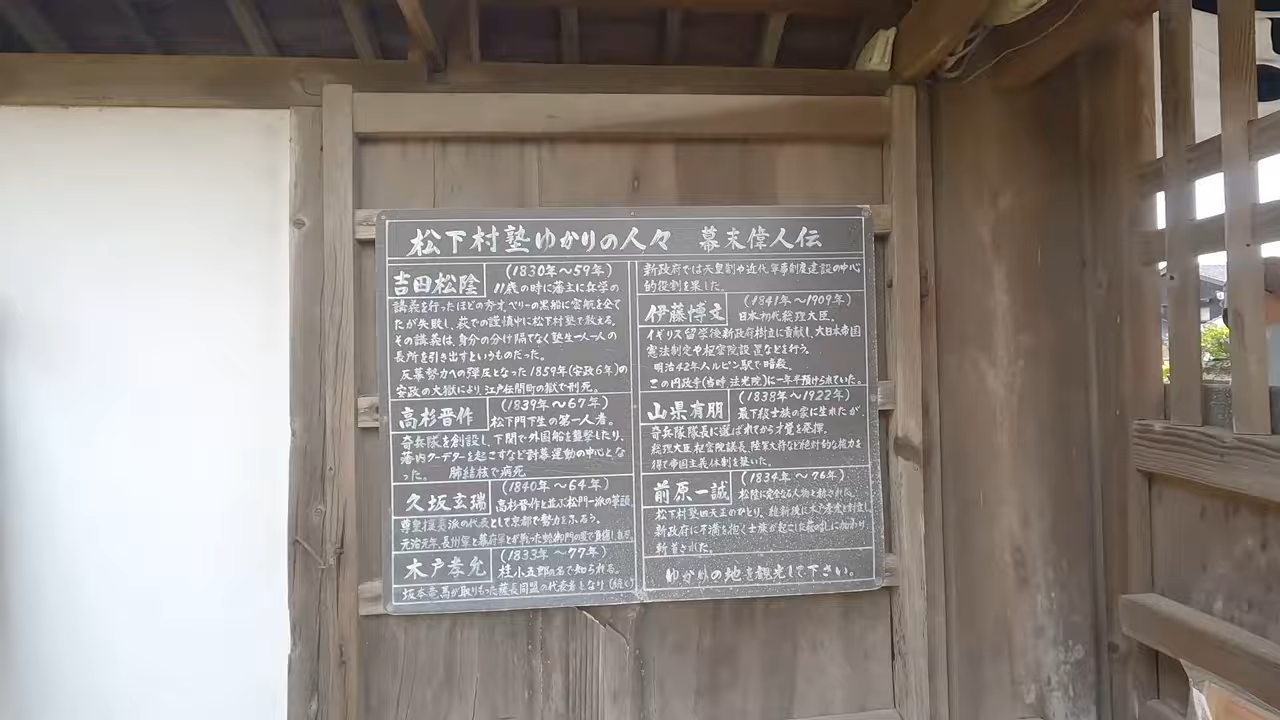 松下村塾ゆかりの人々 幕末偉人伝
吉田松陰
(1830年〜59年)
11歳の時に藩主に兵学の
講義を行ったほどの秀才。ペリーの黒船に密航を企て
たが失敗し、萩での謹慎中に松下村塾で教える。
その講義は、身分の分け隔てなく塾生一人一人の
長所を引き出すというものだった。
反幕勢力への弾圧となった1859年(安政6年)の
安政の大獄により、江戸伝馬町の獄で刑死。
高杉晋作
(1839年〜67年)
松下門下生の第一人者。
奇兵隊を創設し、下関で外国船を襲撃したり、
藩内クーデターを起こすなど討幕運動の中心とな
った。 肺結核で病死
久坂玄瑞
(1840年〜64年)
高杉晋作と並ぶ松門一派の筆頭
尊皇攘夷派の代表として京都で勢力をふるう。
元治元年、長州軍と幕府軍とが戦った蛤御門の変で負傷し
木戸孝允
(1833年〜77年)
桂小五郎の名で知られる。
坂本竜馬が取りもった薩長同盟の代表者となり(続く)
新政府では天皇制や近代軍事制度建設の中心
的役割を果した。
伊藤博文
(1841年〜1909年)
日本初代総理大臣。
イギリス留学後新政府樹立に貢献し、大日本帝国
憲法制定や枢密院設置などを行う。
明治42年ハルビン駅で暗殺。
この円政寺(当時、法光院)に一年半預けられていた。
山県有朋
(1838年〜1922年)
最下級士族の家に生れたが、
奇兵隊隊長に選ばれてから才覚を発揮。
総理大臣、枢密院議長、陸軍大将など絶対的な権力を
得て帝国主義体制を築いた。
前原一誠
(1834年〜76年)
松陰に完全なる人物と称された。
松下村塾四天王のひとり、維新後に木戸孝允と対立し、
新政府に不満を抱く士族が起こした萩の乱に加わり、
斬首された。
ゆかりの地を観光して下さい。